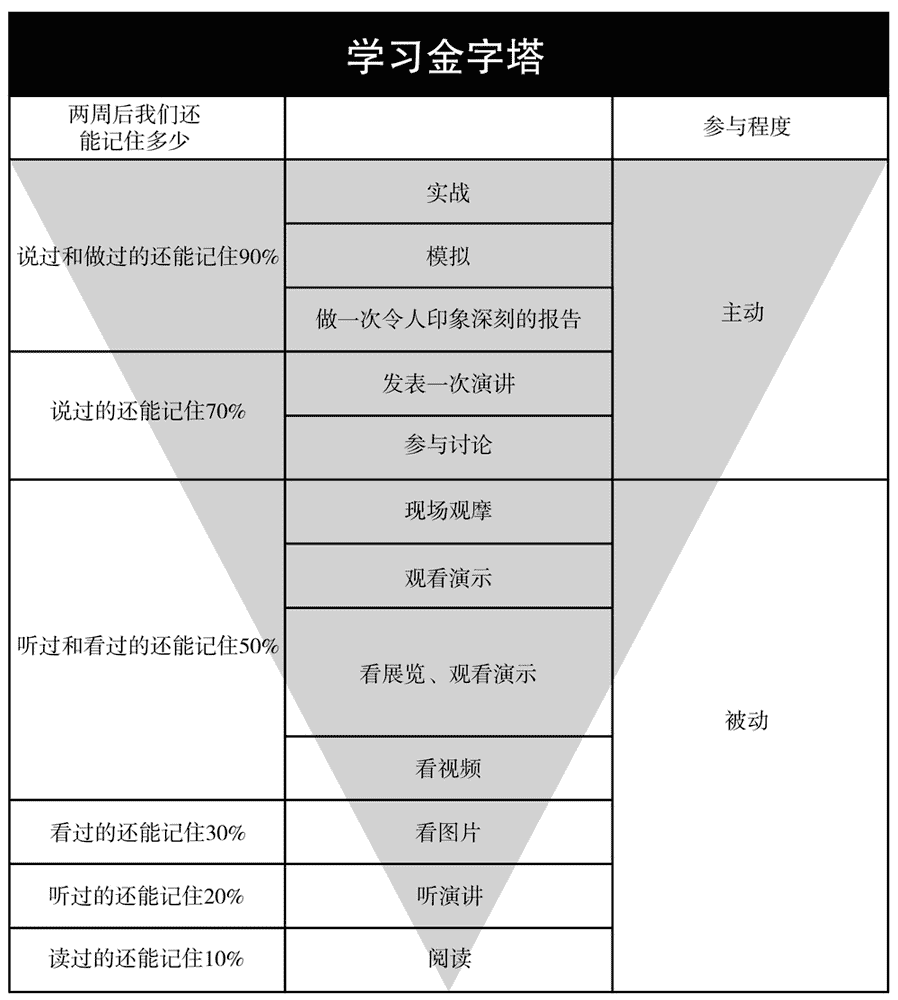 学习金字塔
两周后我们还
能记住多少
参与程度
说过和做过的还能记住90%
实战
模拟
做一次令人印象深刻的报告
主动
说过的还能记住70%
发表一次演讲
参与讨论
听过和看过的还能记住50%
现场观摩
观看演示
看展览、观看演示
看视频
被动
看过的还能记住30%
看图片
听过的还能记住20%
听演讲
读过的还能记住10%
阅读